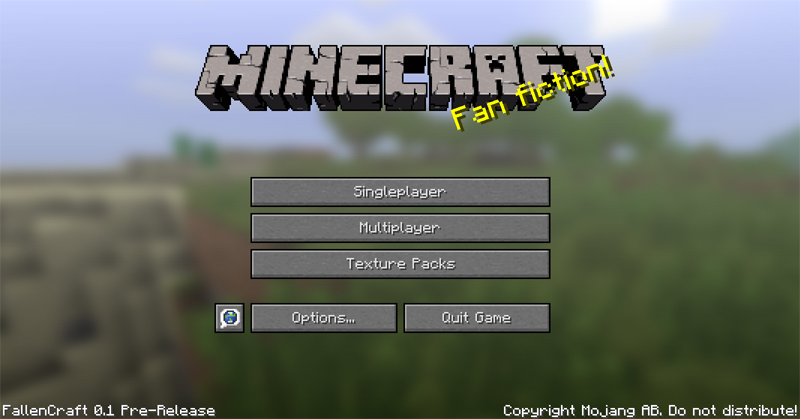 MINECRAFT
Fan fiction!
Singleplayer
Multiplayer
Texture Packs
Options...
Quit Game
FallenCraft 0.1 Pre-Release
Copyright Mojang AB. Do not distribute!